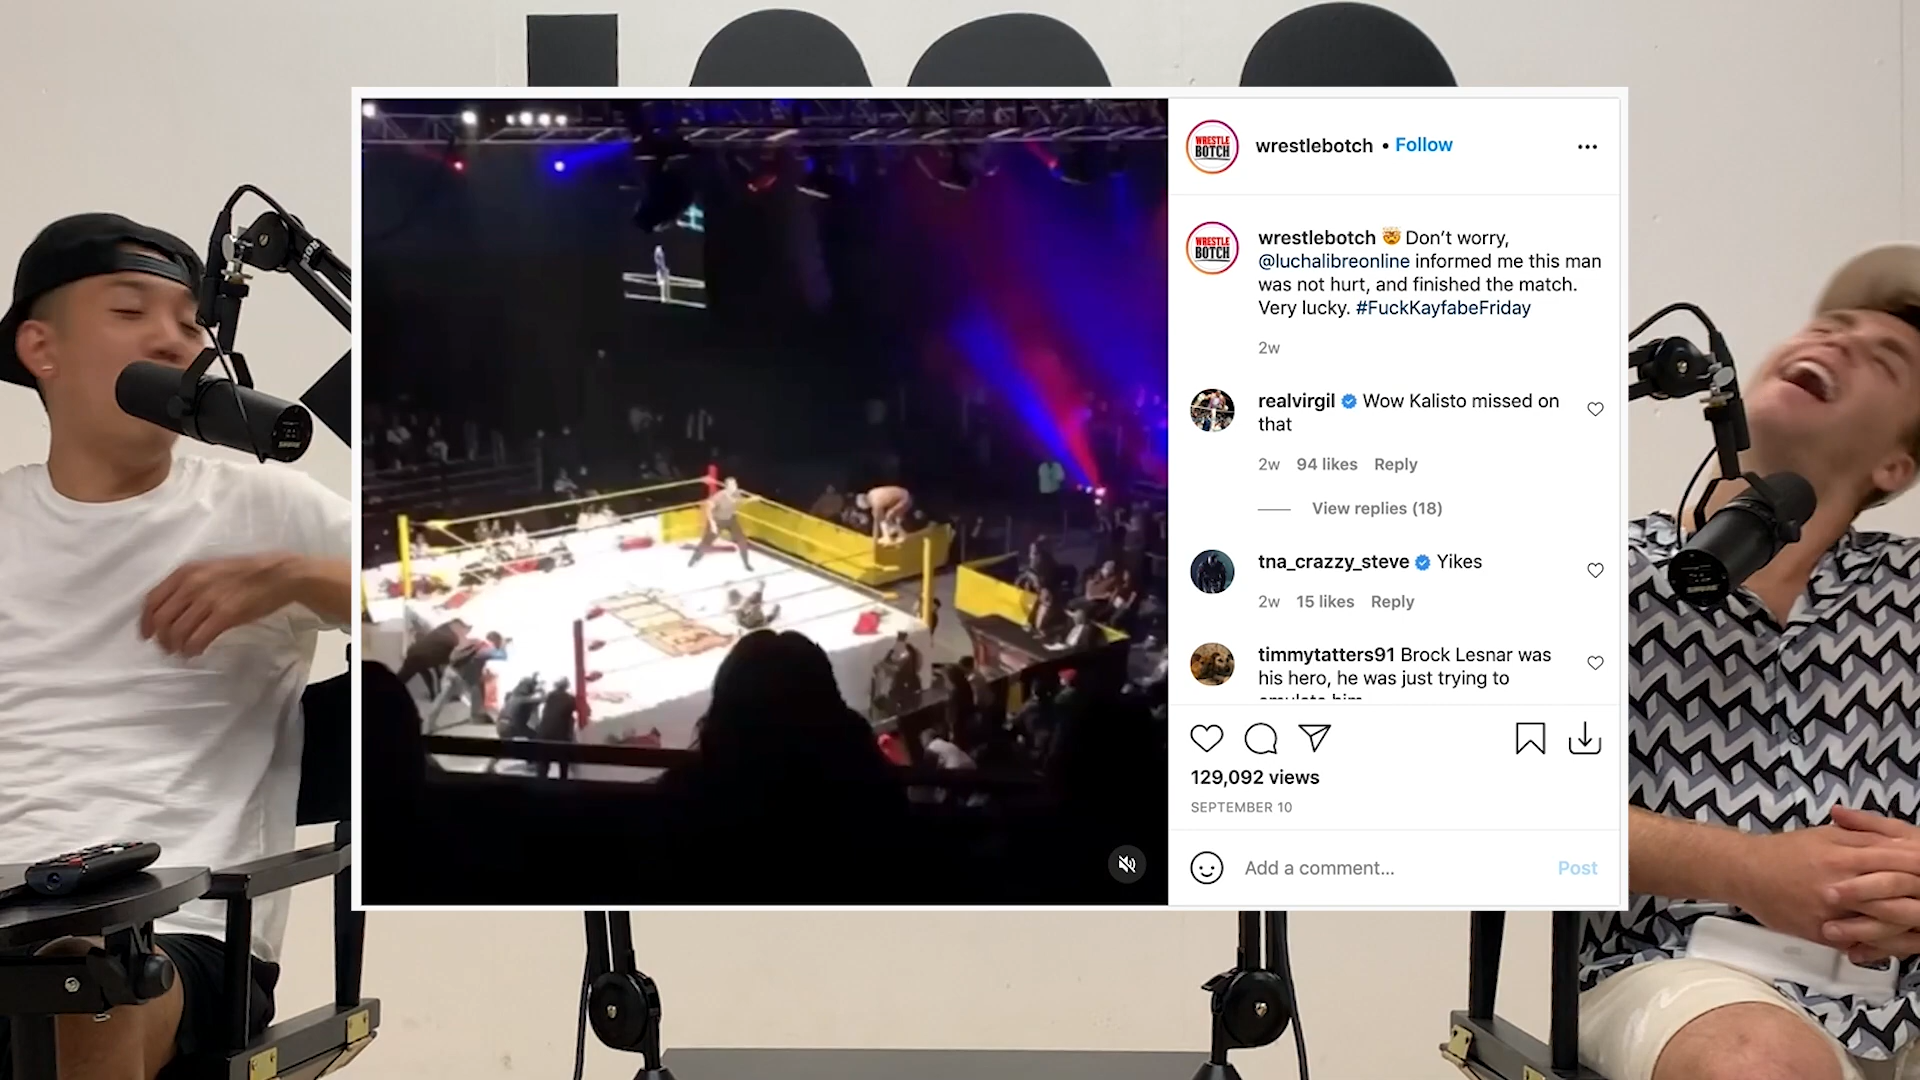 WRESTLE
BOTCH
wrestlebotch • Follow
WRESTLE
BOTCH
wrestlebotch 🤯 Don’t worry,
@luchalibreonline informed me this man
was not hurt, and finished the match.
Very lucky. #FuckKayfabeFriday
2w
realvirgil Wow Kalisto missed on
that
2w 94 likes Reply
View replies (18)
tna_crazzy_steve Yikes
2w 15 likes Reply
timmytatters91 Brock Lesnar was
his hero, he was just trying to
129,092 views
SEPTEMBER 10
Add a comment... Post